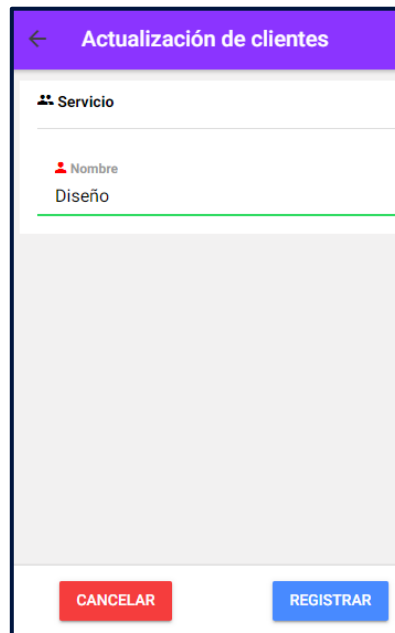 Actualización de clientes
Servicio
Nombre
Diseño
CANCELAR REGISTRAR